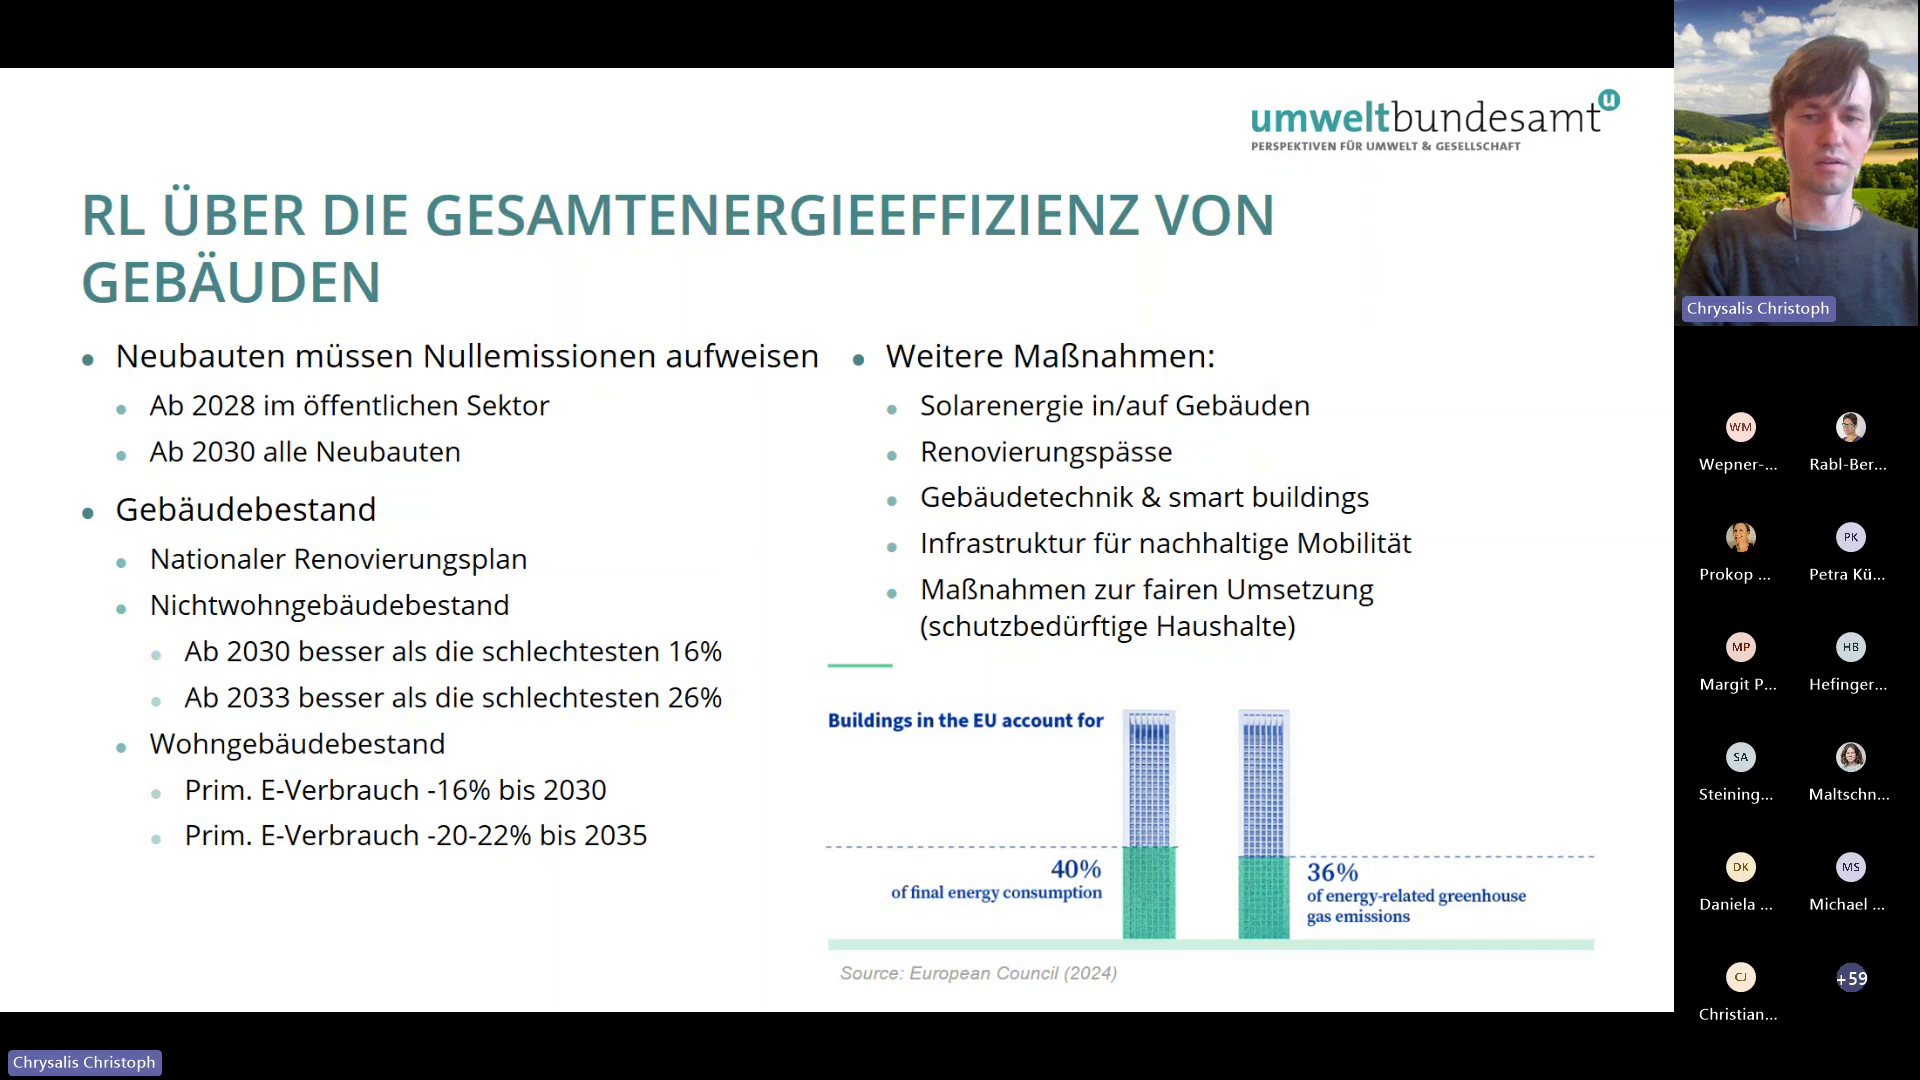 umweltbundesamt
PERSPEKTIVEN FÜR UMWELT & GESELLSCHAFT
RL ÜBER DIE GESAMTENERGIEEFFIZIENZ VON
GEBÄUDEN
Neubauten müssen Nullemissionen aufweisen
Ab 2028 im öffentlichen Sektor
Ab 2030 alle Neubauten
Gebäudebestand
Nationaler Renovierungsplan
Nichtwohngebäudebestand
Ab 2030 besser als die schlechtesten 16%
Ab 2033 besser als die schlechtesten 26%
Wohngebäudebestand
Prim. E-Verbrauch -16% bis 2030
Prim. E-Verbrauch -20-22% bis 2035
Weitere Maßnahmen:
Solarenergie in/auf Gebäuden
Renovierungspässe
Gebäudetechnik & smart buildings
Infrastruktur für nachhaltige Mobilität
Maßnahmen zur fairen Umsetzung
(schutzbedürftige Haushalte)
Buildings in the EU account for
40%
of final energy consumption
36%
of energy-related greenhouse
gas emissions
Source: European Council (2024)
Chrysalis Christoph
WM
Wepner-...
Rabl-Ber...
Prokop ...
PK
Petra Kü...
MP
Margit P...
HB
Hefinger...
SA
Steining...
Maltschn...
DK
Daniela ...
MS
Michael ...
CJ
Christian...
+59
Chrysalis Christoph